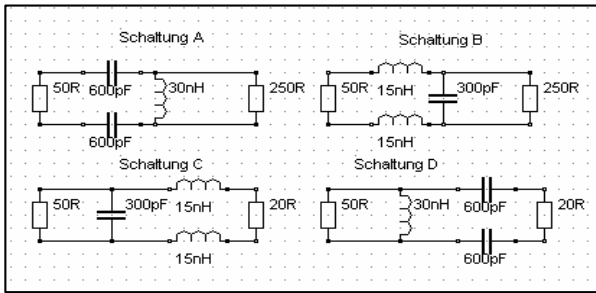 Schaltung A
50R
600pF
30nH
250R
600pF
Schaltung B
50R
15nH
300pF
250R
15nH
Schaltung C
50R
300pF
15nH
20R
15nH
Schaltung D
50R
30nH
600pF
20R
600pF